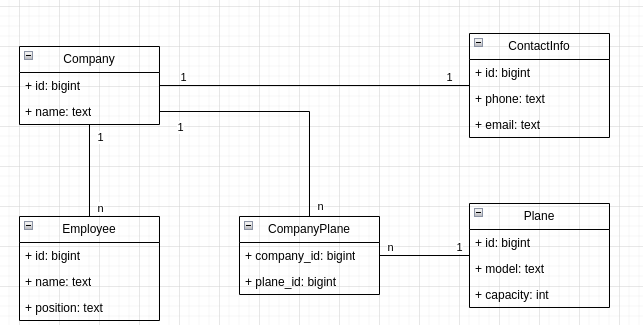 Company
+ id: bigint
+ name: text
1
1
1
1
ContactInfo
+ id: bigint
+ phone: text
+ email: text
n
n
Employee
+ id: bigint
+ name: text
+ position: text
CompanyPlane
+ company_id: bigint
+ plane_id: bigint
n
1
Plane
+ id: bigint
+ model: text
+ capacity: int